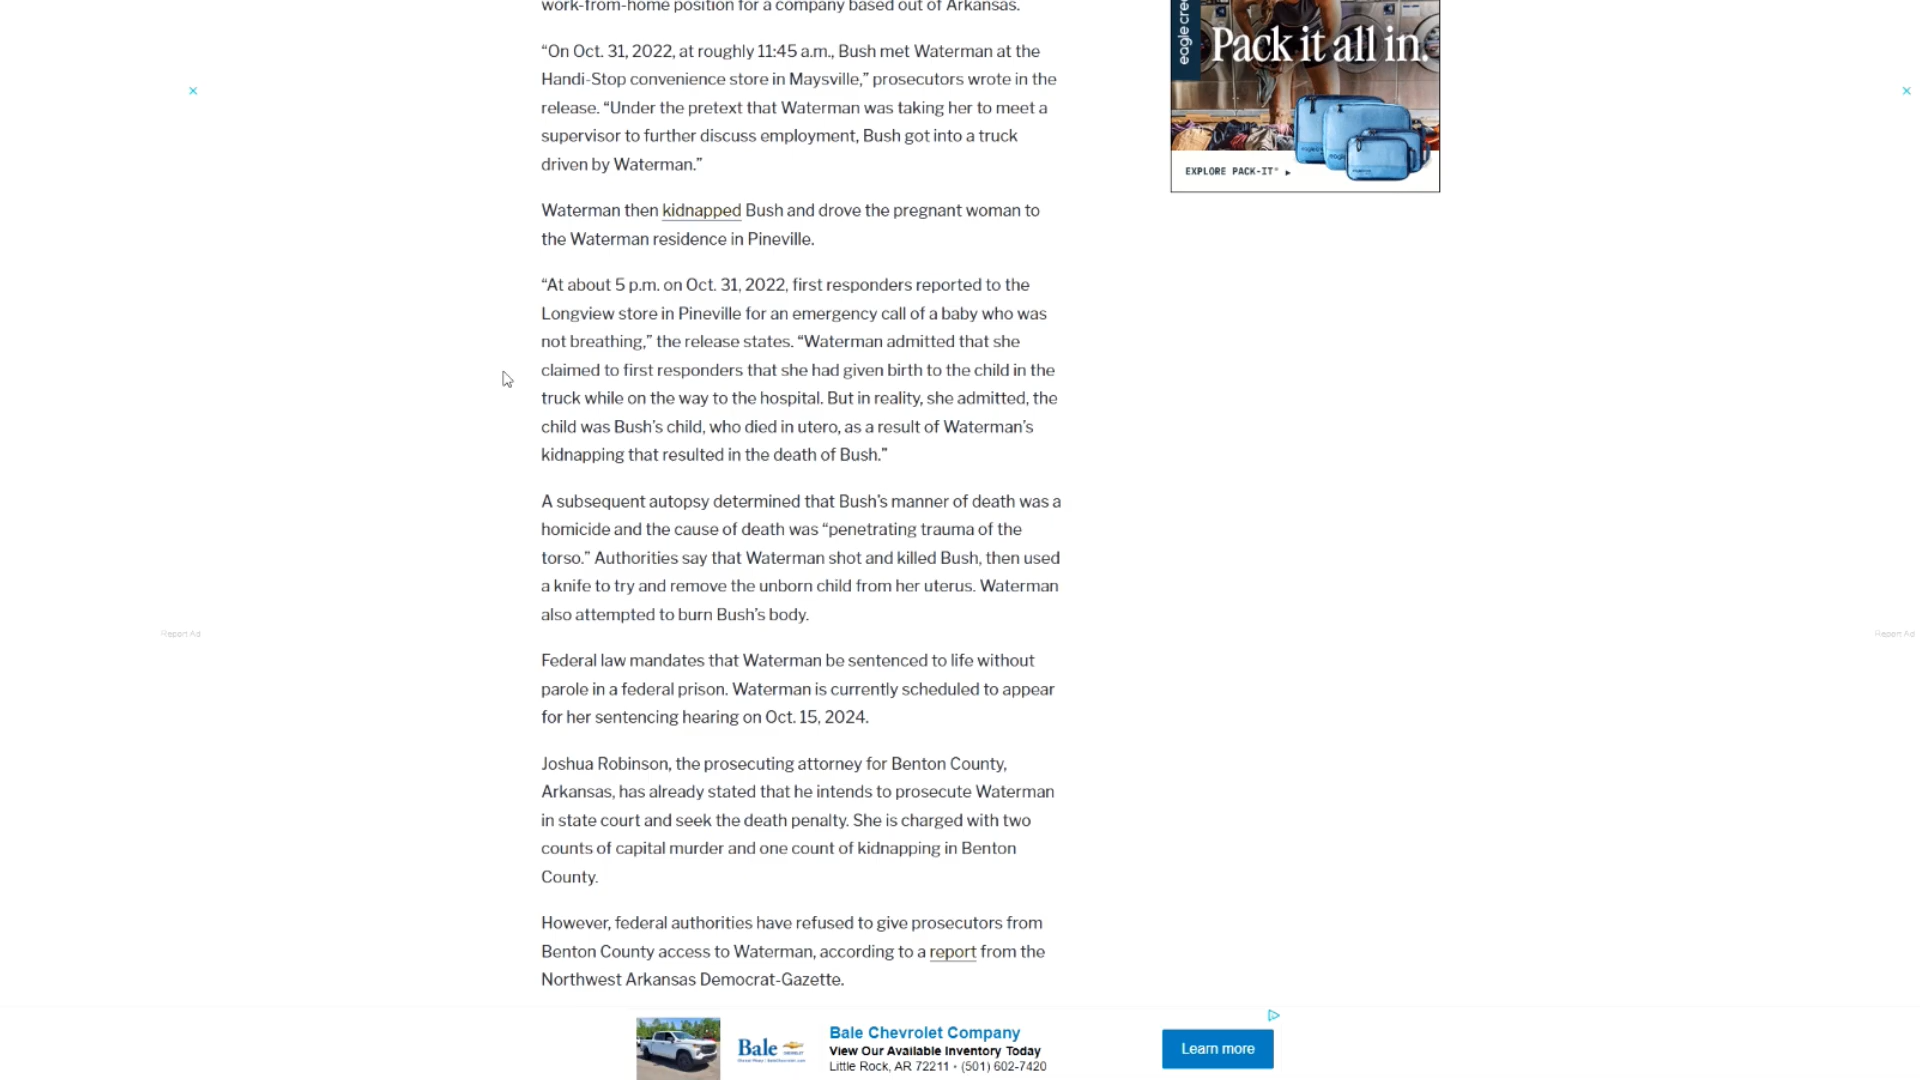 work-from-home position for a company based out of Arkansas.
“On Oct. 31, 2022, at roughly 11:45 a.m., Bush met Waterman at the
Handi-Stop convenience store in Maysville,” prosecutors wrote in the
release. “Under the pretext that Waterman was taking her to meet a
supervisor to further discuss employment, Bush got into a truck
driven by Waterman.”
Waterman then kidnapped Bush and drove the pregnant woman to
the Waterman residence in Pineville.
“At about 5 p.m. on Oct. 31, 2022, first responders reported to the
Longview store in Pineville for an emergency call of a baby who was
not breathing,” the release states. “Waterman admitted that she
claimed to first responders that she had given birth to the child in the
truck while on the way to the hospital. But in reality, she admitted, the
child was Bush’s child, who died in utero, as a result of Waterman’s
kidnapping that resulted in the death of Bush.”
A subsequent autopsy determined that Bush’s manner of death was a
homicide and the cause of death was “penetrating trauma of the
torso.” Authorities say that Waterman shot and killed Bush, then used
a knife to try and remove the unborn child from her uterus. Waterman
also attempted to burn Bush’s body.
Federal law mandates that Waterman be sentenced to life without
parole in a federal prison. Waterman is currently scheduled to appear
for her sentencing hearing on Oct. 15, 2024.
Joshua Robinson, the prosecuting attorney for Benton County,
Arkansas, has already stated that he intends to prosecute Waterman
in state court and seek the death penalty. She is charged with two
counts of capital murder and one count of kidnapping in Benton
County.
However, federal authorities have refused to give prosecutors from
Benton County access to Waterman, according to a report from the
Northwest Arkansas Democrat-Gazette.
eagle cree
Pack it all in.
EXPLORE PACK-IT
Report Ad
Report Ad
Bale
Bale Chevrolet Company
View Our Available Inventory Today
Little Rock, AR 72211 • (501) 602-7420
Learn more